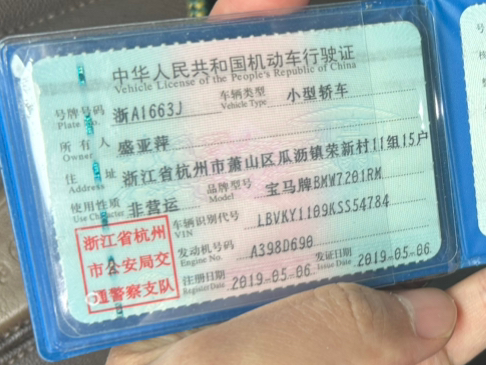 中华人民共和国机动车行驶证
Vehicle License of the People's Republic of China
号牌号码 浙A1663J 车辆类型 小型轿车
Plate No. Vehicle Type
所有人 盛亚萍
Owner
住址 浙江省杭州市萧山区瓜沥镇荣新村11组15户
Address
使用性质 非营运 品牌型号 宝马牌BMW7201RM
Use Character Model
车辆识别代号 LBVKY1109KSS54784
VIN
发动机号码 A398D690
Engine No.
注册日期 2019-05-06 发证日期 2019-05-06
Register Date Issue Date
浙江省杭州
市公安局交
通警察支队